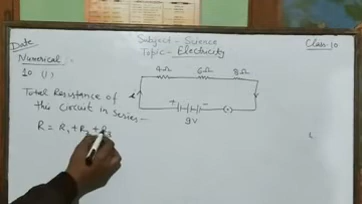 Date
Subject - Science
Class-10
Topic - Electricity
Numerical :-
10 (1)
4Ω 6Ω 8Ω
+ -
9V
Total Resistance of
this Circuit in series -
R = R1 + R2 + R3